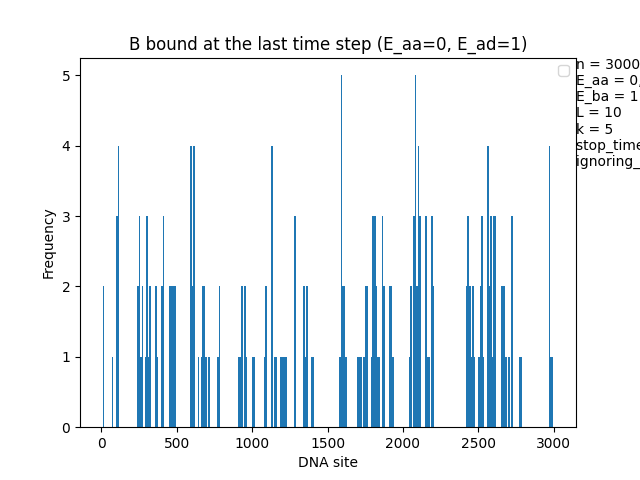 B bound at the last time step (E_aa=0, E_ad=1)
n = 3000
E_aa = 0,
E_ba = 1
L = 10
k = 5
stop_time
ignoring_
5
4
3
2
1
0
Frequency
0 500 1000 1500 2000 2500 3000
DNA site